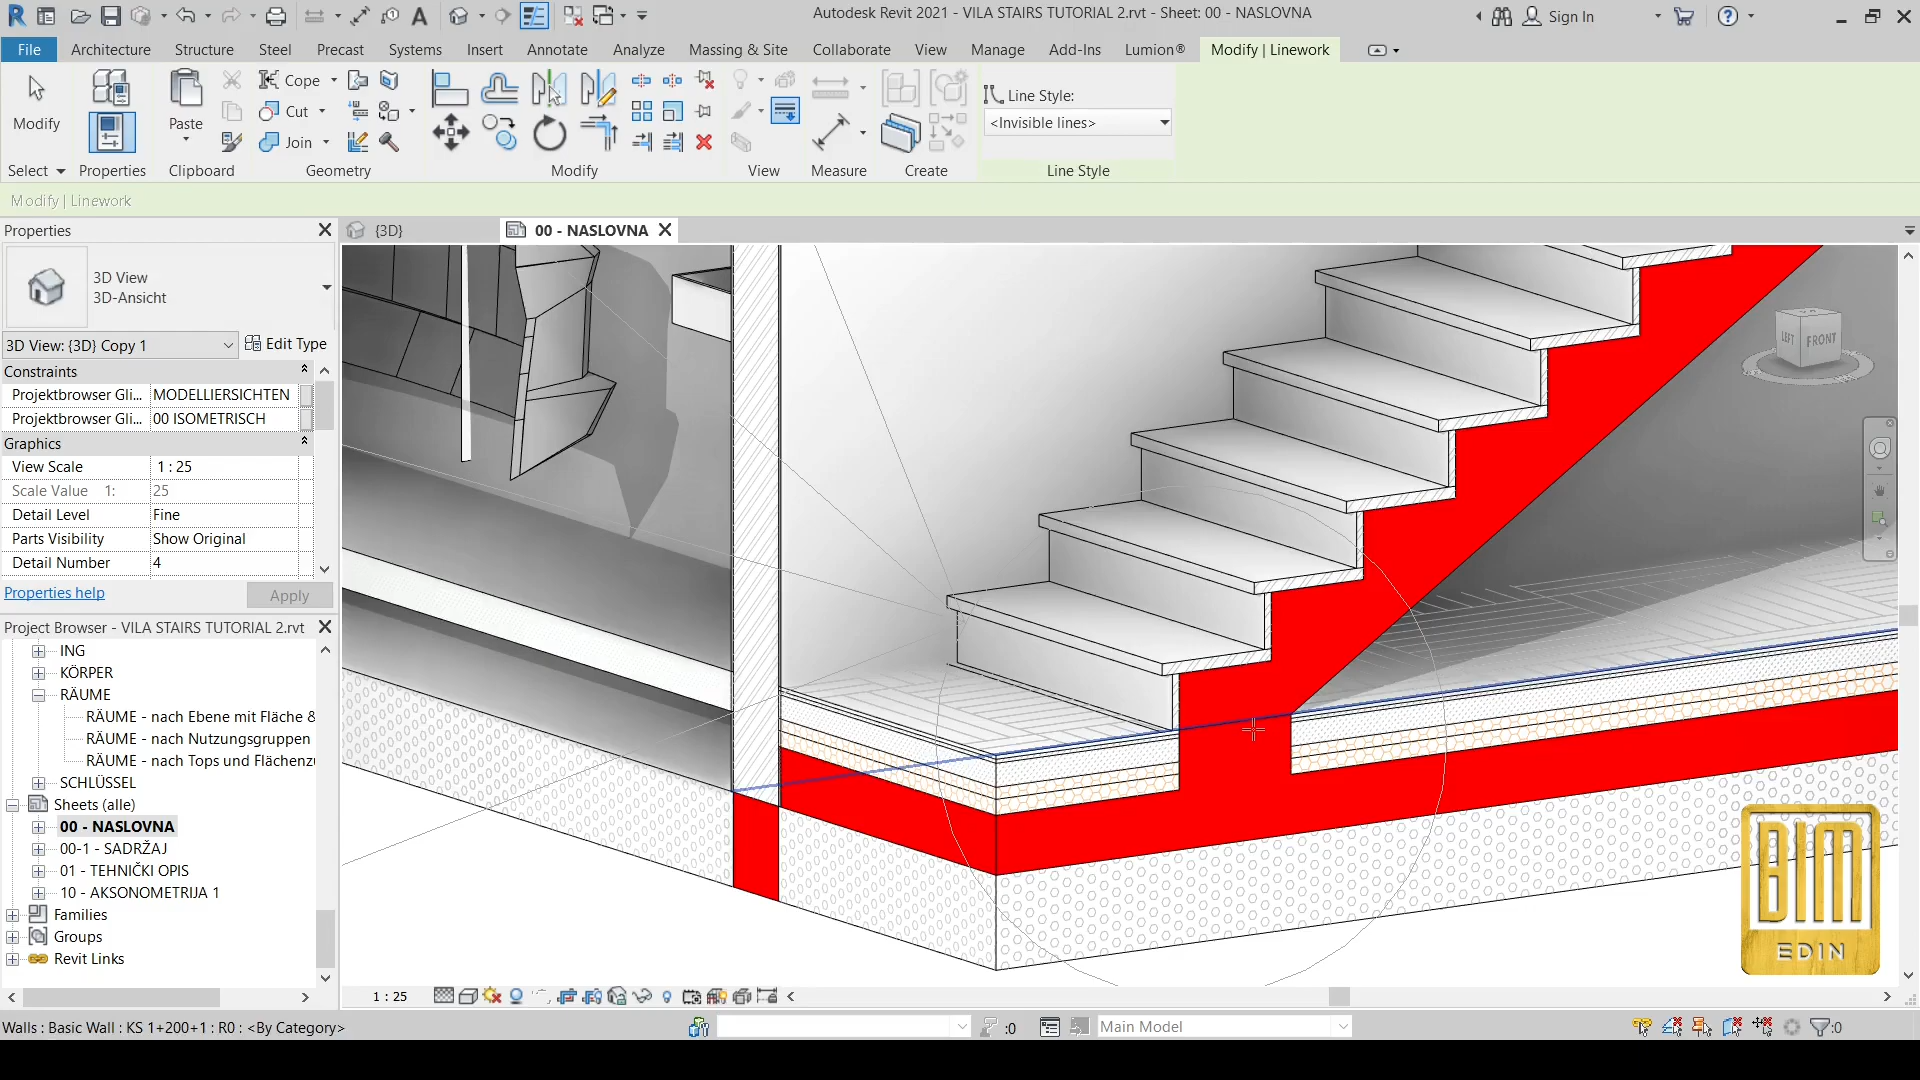 Autodesk Revit 2021 - VILA STAIRS TUTORIAL 2.rvt - Sheet: 00 - NASLOVNA
Sign In
File
Architecture
Structure
Steel
Precast
Systems
Insert
Annotate
Analyze
Massing & Site
Collaborate
View
Manage
Add-Ins
Lumion®
Modify | Linework
Modify
Paste
Cope
Cut
Join
Line Style:
<Invisible lines>
Select
Properties
Clipboard
Geometry
Modify
View
Measure
Create
Line Style
Modify | Linework
Properties
{3D}
00 - NASLOVNA
3D View
3D-Ansicht
3D View: {3D} Copy 1
Edit Type
Constraints
Projektbrowser Gli... MODELLIERSICHTEN
Projektbrowser Gli... 00 ISOMETRISCH
Graphics
View Scale 1 : 25
Scale Value 1: 25
Detail Level Fine
Parts Visibility Show Original
Detail Number 4
Properties help
Apply
Project Browser - VILA STAIRS TUTORIAL 2.rvt
ING
KÖRPER
RÄUME
RÄUME - nach Ebene mit Fläche &
RÄUME - nach Nutzungsgruppen
RÄUME - nach Tops und Flächenzu
SCHLÜSSEL
Sheets (alle)
00 - NASLOVNA
00-1 - SADRŽAJ
01 - TEHNIČKI OPIS
10 - AKSONOMETRIJA 1
Families
Groups
Revit Links
LEFT
FRONT
BIM
EDIN
1 : 25
Walls : Basic Wall : KS 1+200+1 : R0 : <By Category>
:0
Main Model
:0